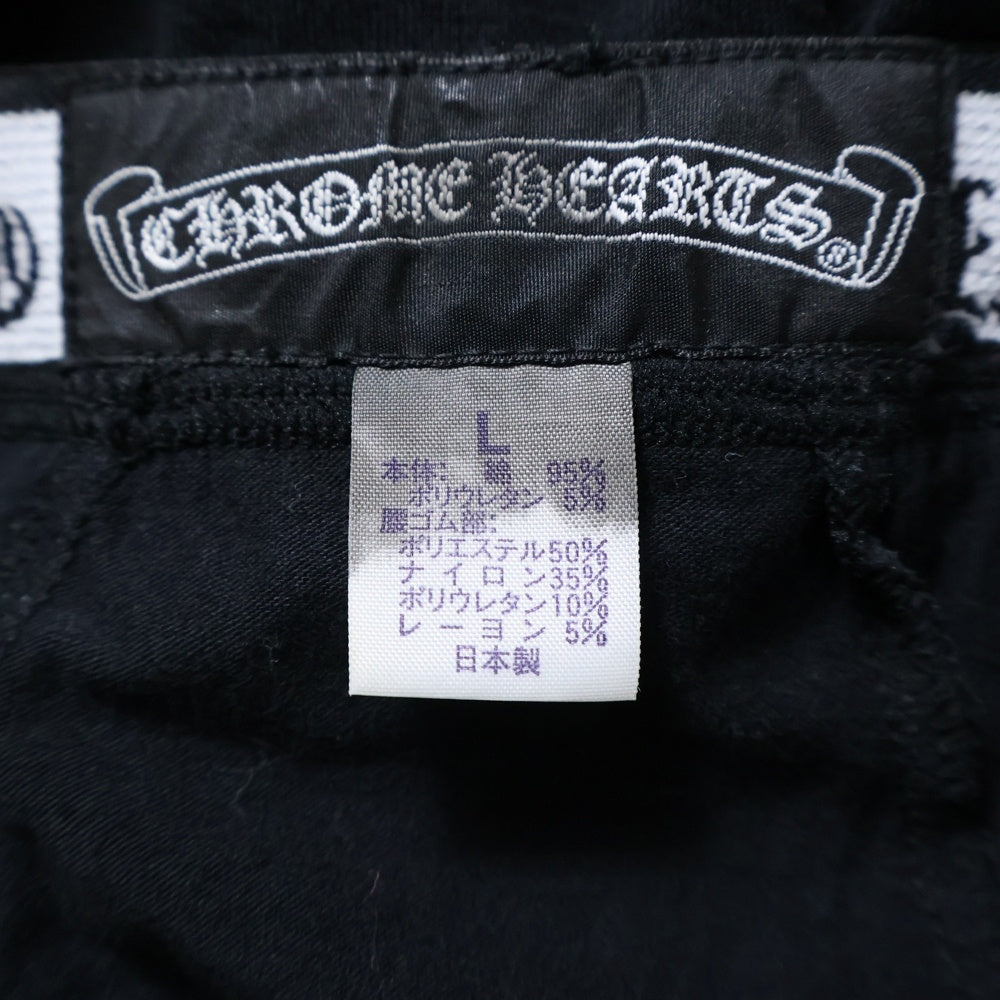 CHROME HEARTS®
L
本体: 綿 95%
ポリウレタン 5%
腰ゴム部:
ポリエステル50%
ナイロン35%
ポリウレタン10%
レーヨン 5%
日本製